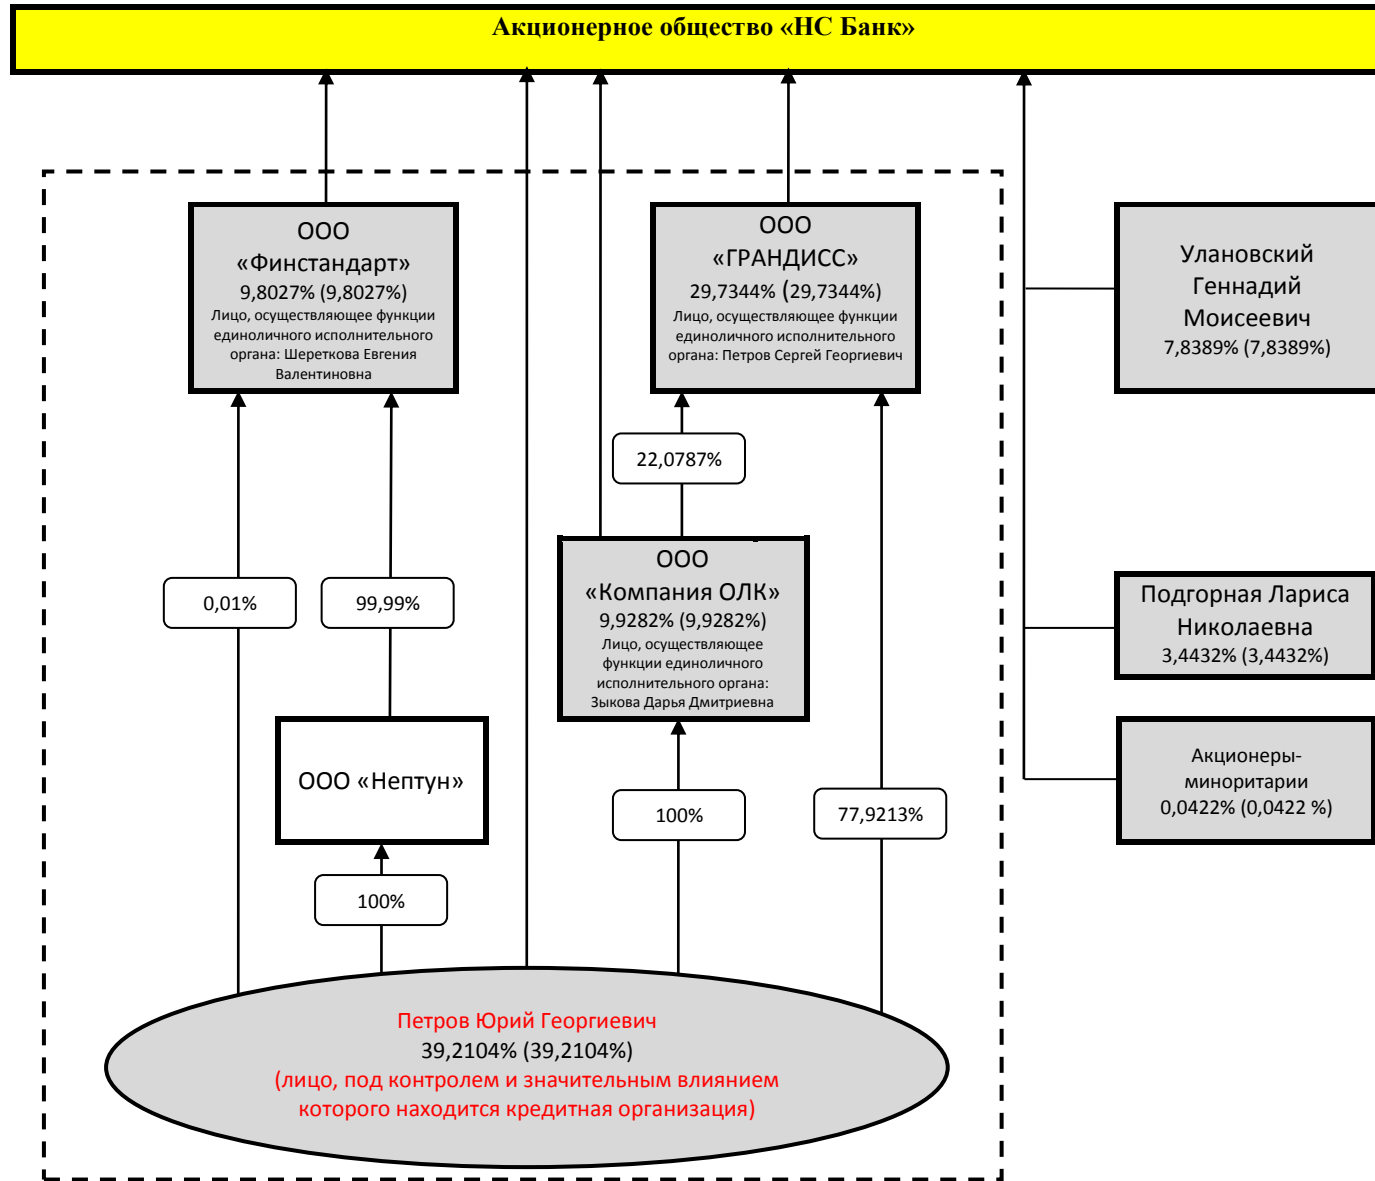 Акционерное общество «НС Банк»
ООО
«Финстандарт»
9,8027% (9,8027%)
Лицо, осуществляющее функции
единоличного исполнительного
органа: Шереткова Евгения
Валентиновна
ООО
«ГРАНДИСС»
29,7344% (29,7344%)
Лицо, осуществляющее функции
единоличного исполнительного
органа: Петров Сергей Георгиевич
Улановский
Геннадий
Моисеевич
7,8389% (7,8389%)
22,0787%
ООО
«Компания ОЛК»
9,9282% (9,9282%)
Лицо, осуществляющее
функции единоличного
исполнительного органа:
Зыкова Дарья Дмитриевна
0,01%
99,99%
Подгорная Лариса
Николаевна
3,4432% (3,4432%)
ООО «Нептун»
Акционеры-
миноритарии
0,0422% (0,0422 %)
100%
77,9213%
100%
Петров Юрий Георгиевич
39,2104% (39,2104%)
(лицо, под контролем и значительным влиянием
которого находится кредитная организация)